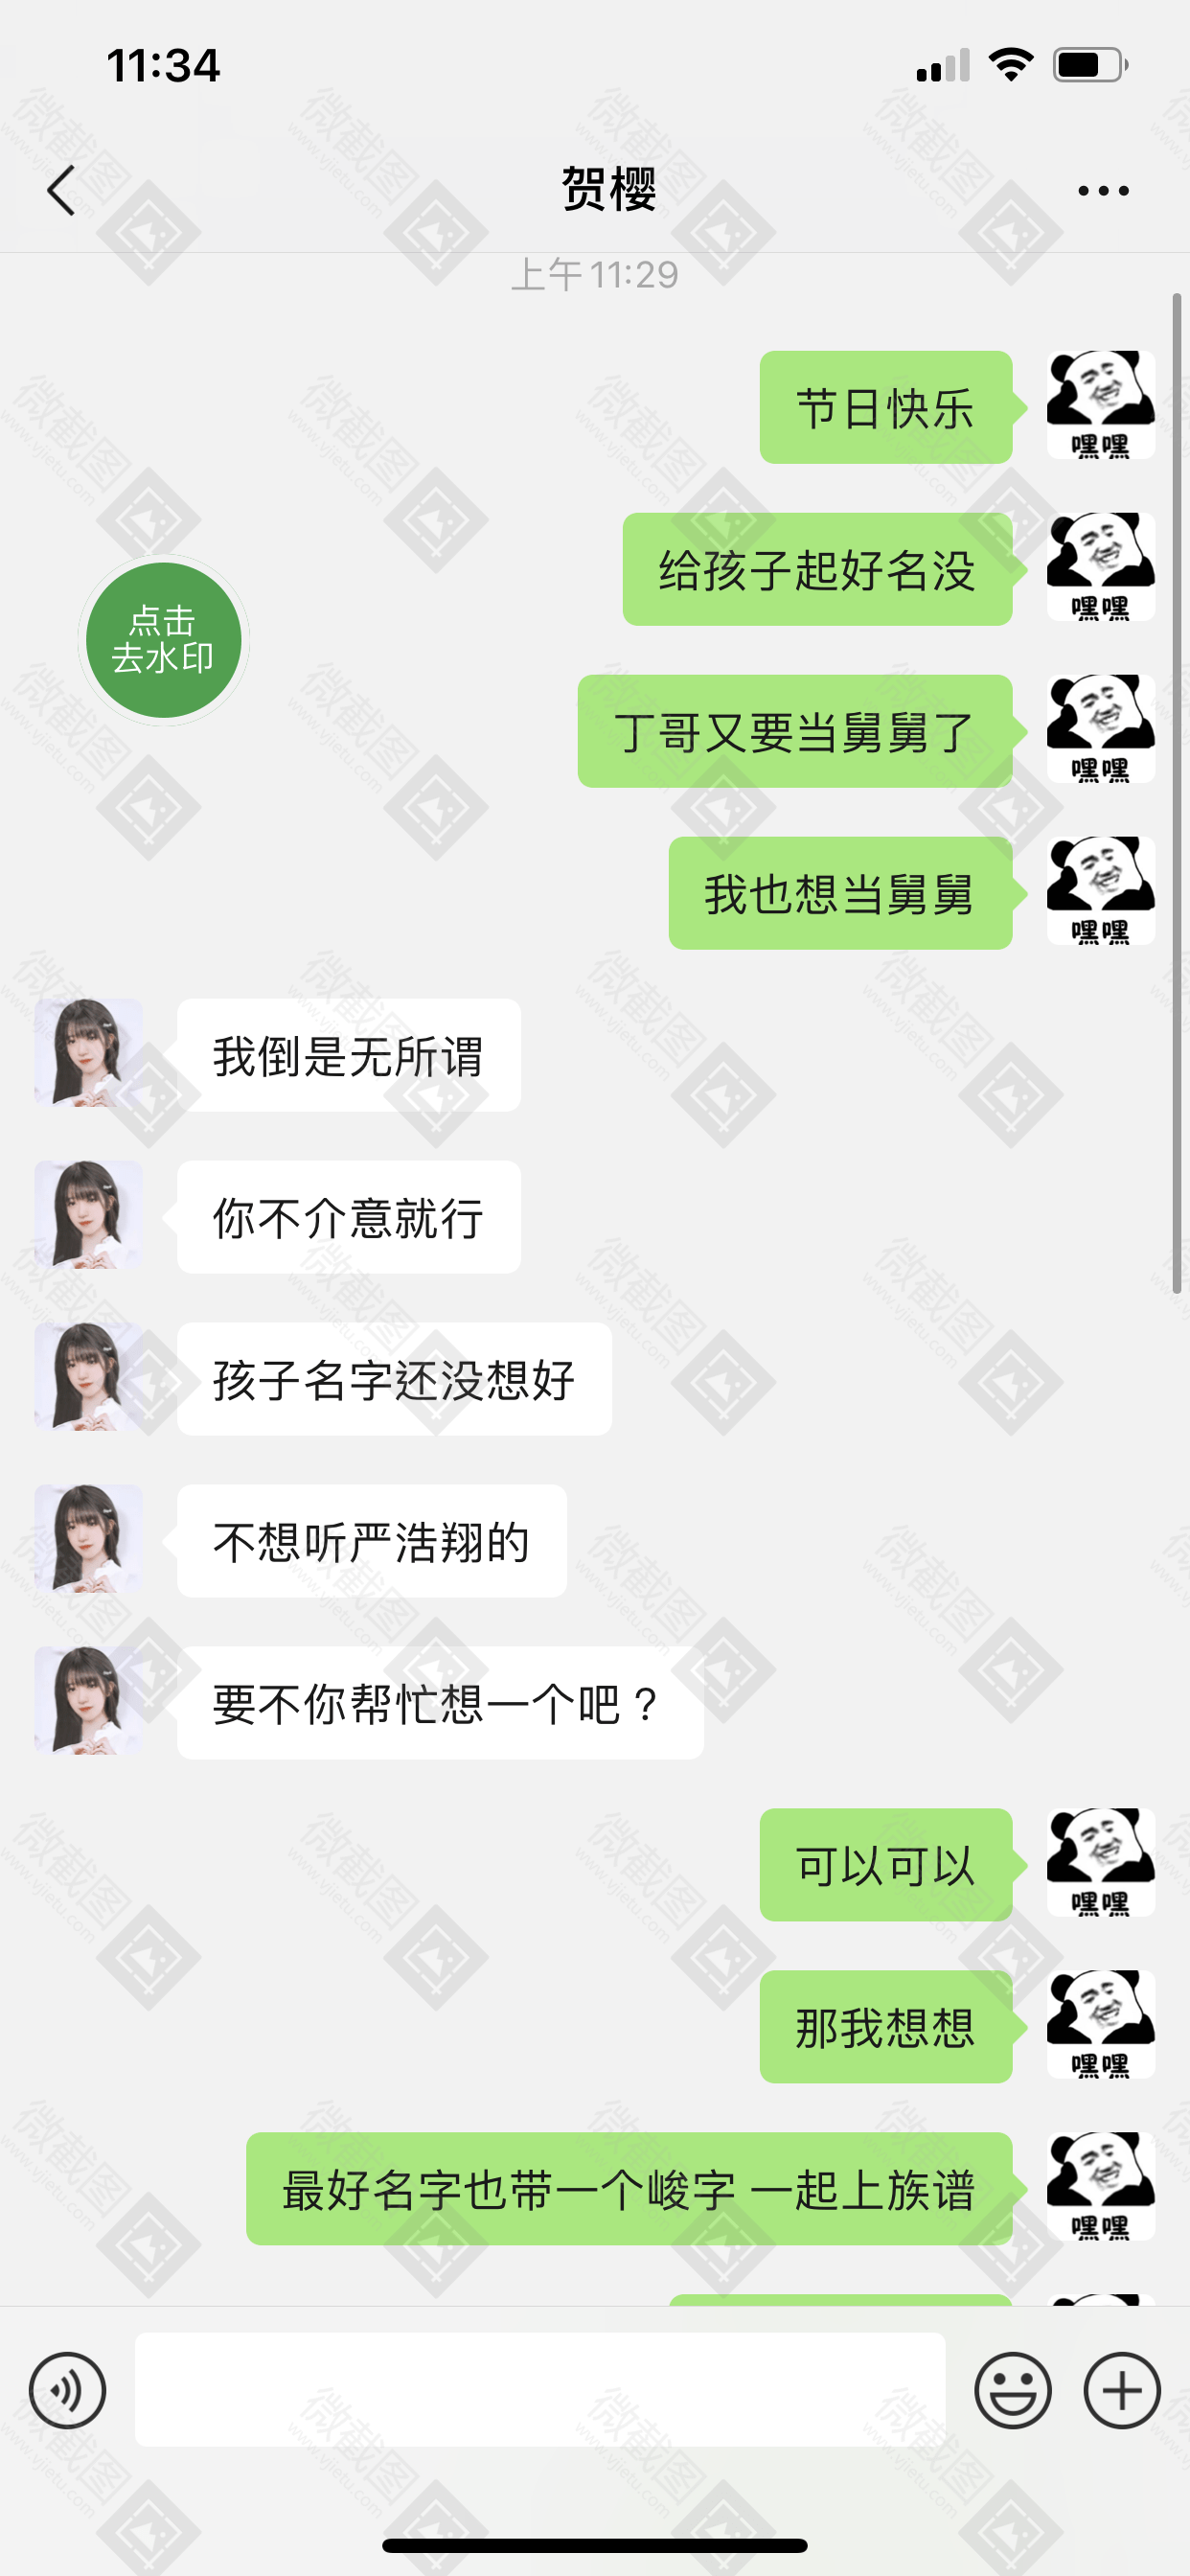 11:34
贺樱
上午 11:29
节日快乐
嘿嘿
给孩子起好名没
嘿嘿
点击
去水印
丁哥又要当舅舅了
嘿嘿
我也想当舅舅
嘿嘿
我倒是无所谓
你不介意就行
孩子名字还没想好
不想听严浩翔的
要不你帮忙想一个吧？
可以可以
嘿嘿
那我想想
嘿嘿
最好名字也带一个峻字 一起上族谱
嘿嘿
微截图
www.vjietu.com